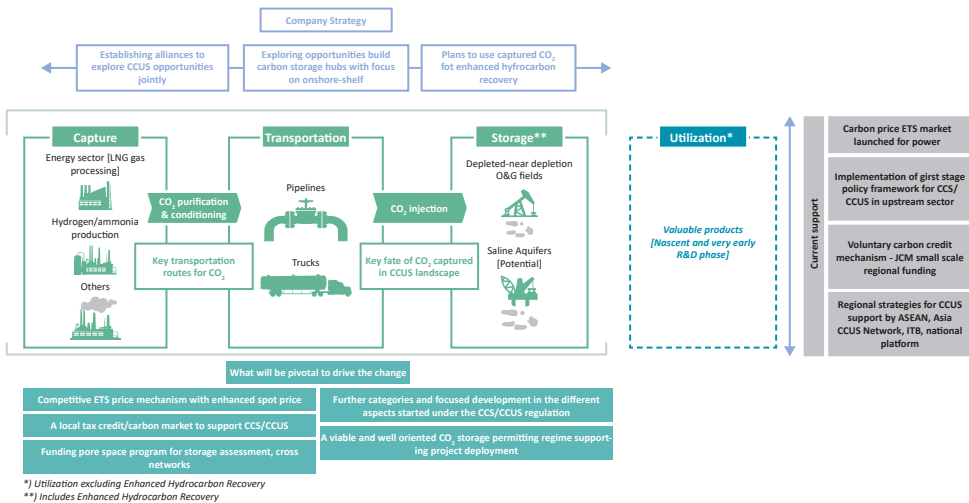 Company Strategy
Establishing alliances to
explore CCUS opportunities
jointly
Exploring opportunities build
carbon storage hubs with focus
on onshore-shelf
Plans to use captured CO₂
fot enhanced hyfrocarbon
recovery
Capture
Energy sector [LNG gas
processing]
Hydrogen/ammonia
production
Others
CO₂ purification
& conditioning
Key transportation
routes for CO₂
Transportation
Pipelines
Trucks
CO₂ injection
Key fate of CO₂ captured
in CCUS landscape
Storage**
Depleted-near depletion
O&G fields
Saline Aquifers
[Potential]
Utilization*
Valuable products
[Nascent and very early
R&D phase]
Current support
Carbon price ETS market
launched for power
Implementation of girst stage
policy framework for CCS/
CCUS in upstream sector
Voluntary carbon credit
mechanism - JCM small scale
regional funding
Regional strategies for CCUS
support by ASEAN, Asia
CCUS Network, ITB, national
platform
What will be pivotal to drive the change
Competitive ETS price mechanism with enhanced spot price
A local tax credit/carbon market to support CCS/CCUS
Funding pore space program for storage assessment, cross
networks
Further categories and focused development in the different
aspects started under the CCS/CCUS regulation
A viable and well oriented CO₂ storage permitting regime support-
ing project deployment
*) Utilization excluding Enhanced Hydrocarbon Recovery
**) Includes Enhanced Hydrocarbon Recovery